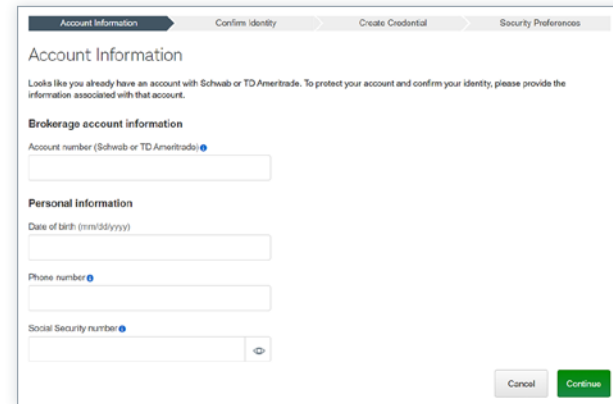 Account Information
Confirm Identity
Create Credential
Security Preferences
Account Information
Looks like you already have an account with Schwab or TD Ameritrade. To protect your account and confirm your identity, please provide the
information associated with that account.
Brokerage account information
Account number (Schwab or TD Ameritrade)
Personal information
Date of birth (mm/dd/yyyy)
Phone number
Social Security number
Cancel
Continue